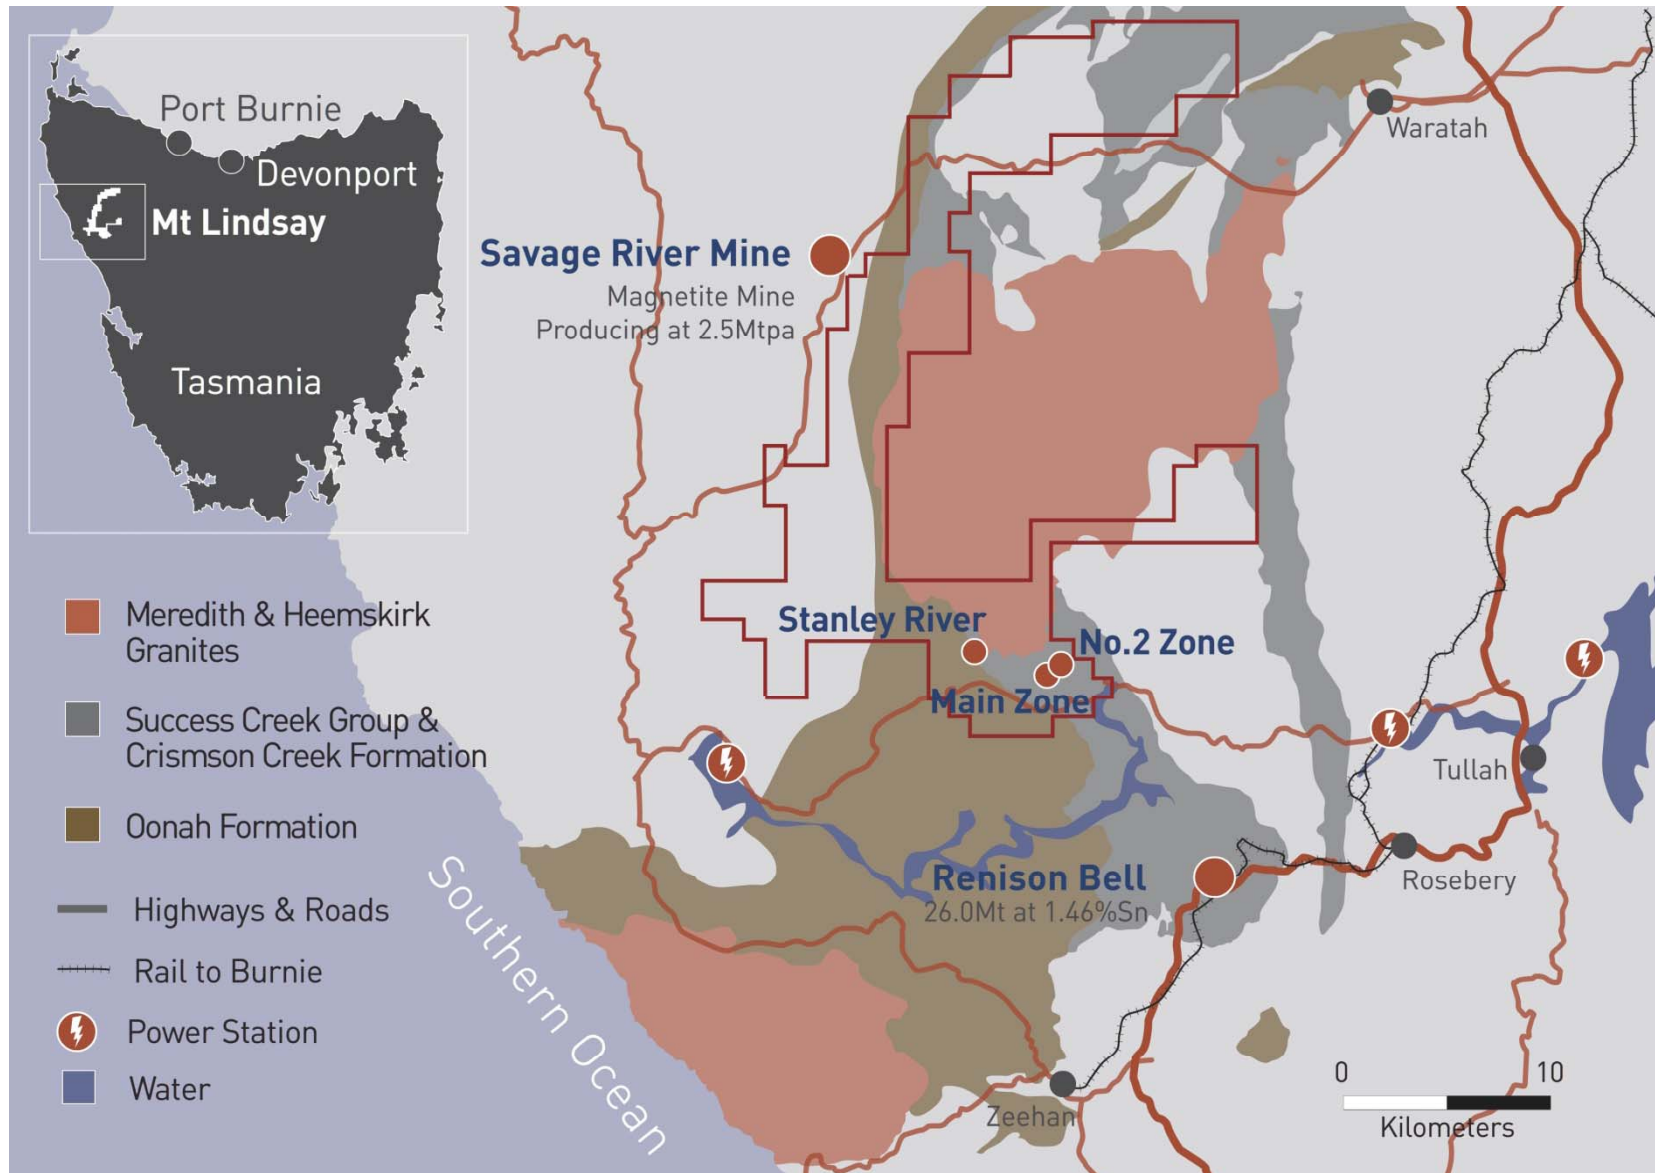 Port Burnie
Devonport
Mt Lindsay
Tasmania
Waratah
Savage River Mine
Magnetite Mine
Producing at 2.5Mtpa
Meredith & Heemskirk
Granites
Success Creek Group &
Crismson Creek Formation
Oonah Formation
Highways & Roads
Rail to Burnie
Power Station
Water
Stanley River
No.2 Zone
Main Zone
Tullah
Rosebery
Renison Bell
26.0Mt at 1.46%Sn
Southern Ocean
Zeehan
0 10
Kilometers